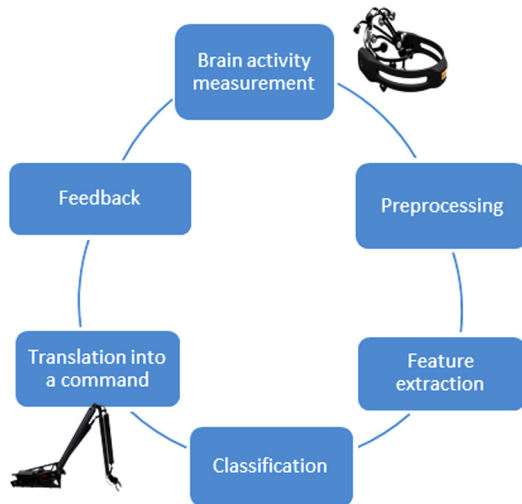 Brain activity
measurement
Preprocessing
Feature
extraction
Classification
Translation into
a command
Feedback